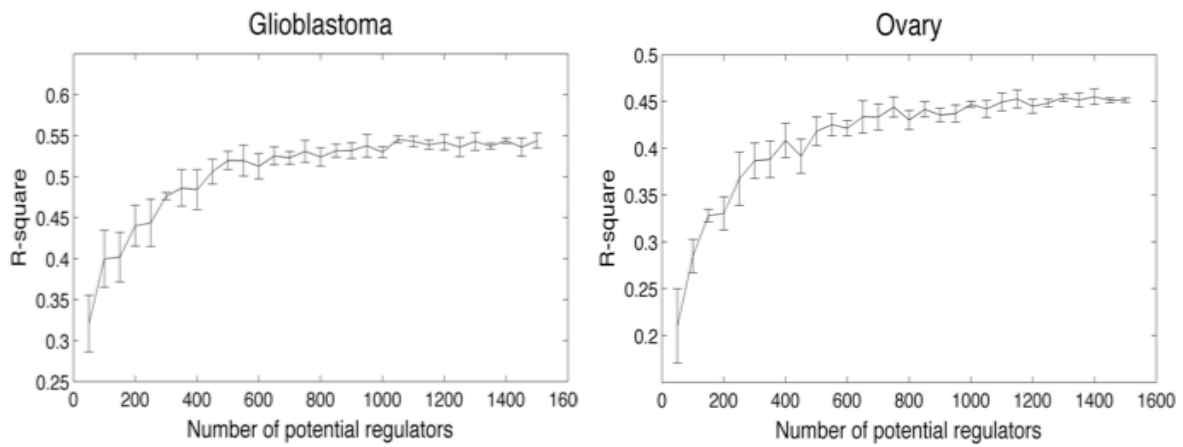 Glioblastoma
0.6
0.55
0.5
0.45
0.4
0.35
0.3
0.25
R-square
0 200 400 600 800 1000 1200 1400 160
Number of potential regulators
Ovary
0.5
0.45
0.4
0.35
0.3
0.25
0.2
R-square
0 200 400 600 800 1000 1200 1400 1600
Number of potential regulators